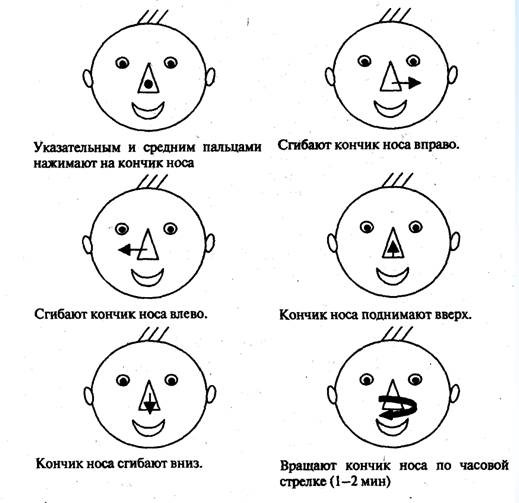 Указательным и средним пальцами
нажимают на кончик носа
Сгибают кончик носа вправо.
Сгибают кончик носа влево.
Кончик носа поднимают вверх.
Кончик носа сгибают вниз.
Вращают кончик носа по часовой
стрелке (1–2 мин)